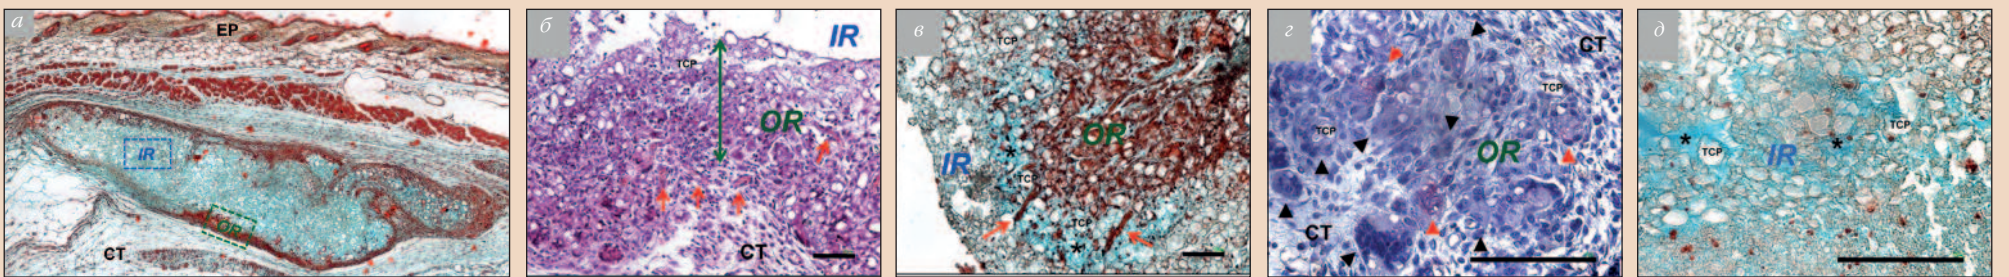 а
EP
IR
OR
CT
б
IR
TCP
OR
CT
в
TCP
OR
IR
TCP
TCP
*
*
г
CT
TCP
TCP
OR
CT
д
TCP
*
TCP
IR
*